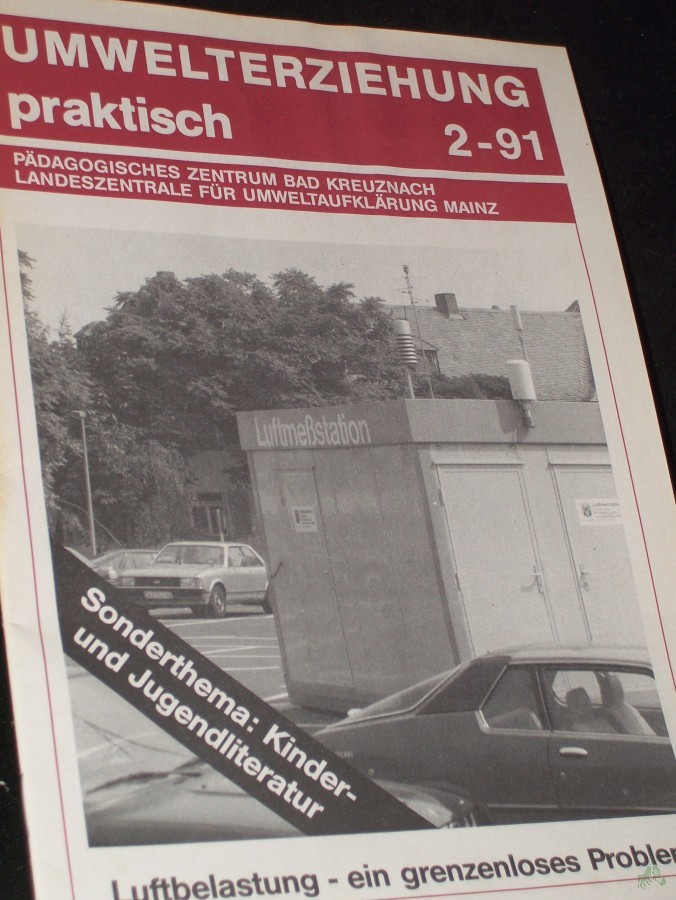 UMWELTERZIEHUNG
praktisch 2-91
PÄDAGOGISCHES ZENTRUM BAD KREUZNACH
LANDESZENTRALE FÜR UMWELTAUFKLÄRUNG MAINZ
Luftmeßstation
Sonderthema: Kinder-
und Jugendliteratur
Luftbelastung - ein grenzenloses Problem